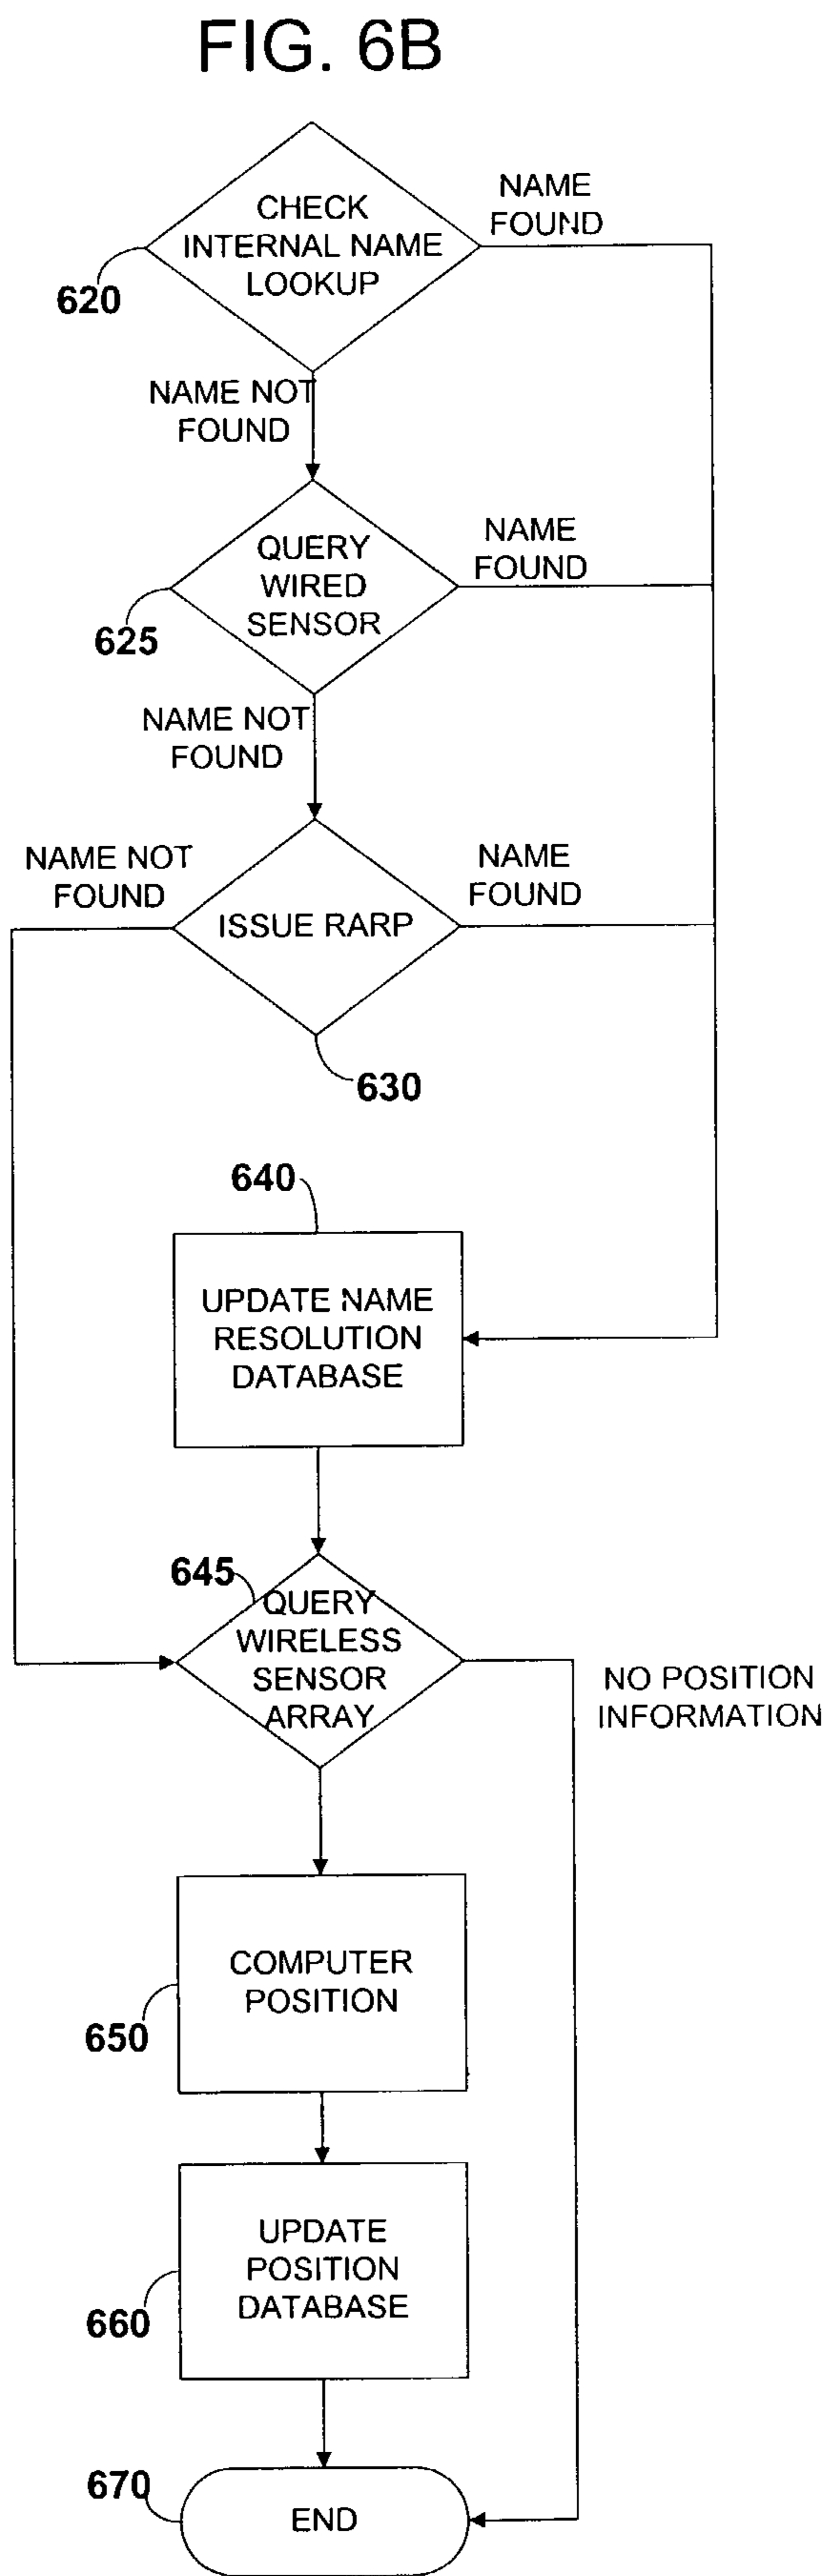 FIG. 6B
CHECK
INTERNAL NAME
LOOKUP
NAME
FOUND
620
NAME NOT
FOUND
QUERY
WIRED
SENSOR
NAME
FOUND
625
NAME NOT
FOUND
NAME NOT
FOUND
ISSUE RARP
NAME
FOUND
630
640
UPDATE NAME
RESOLUTION
DATABASE
645
QUERY
WIRELESS
SENSOR
ARRAY
NO POSITION
INFORMATION
COMPUTER
POSITION
650
UPDATE
POSITION
DATABASE
660
670
END